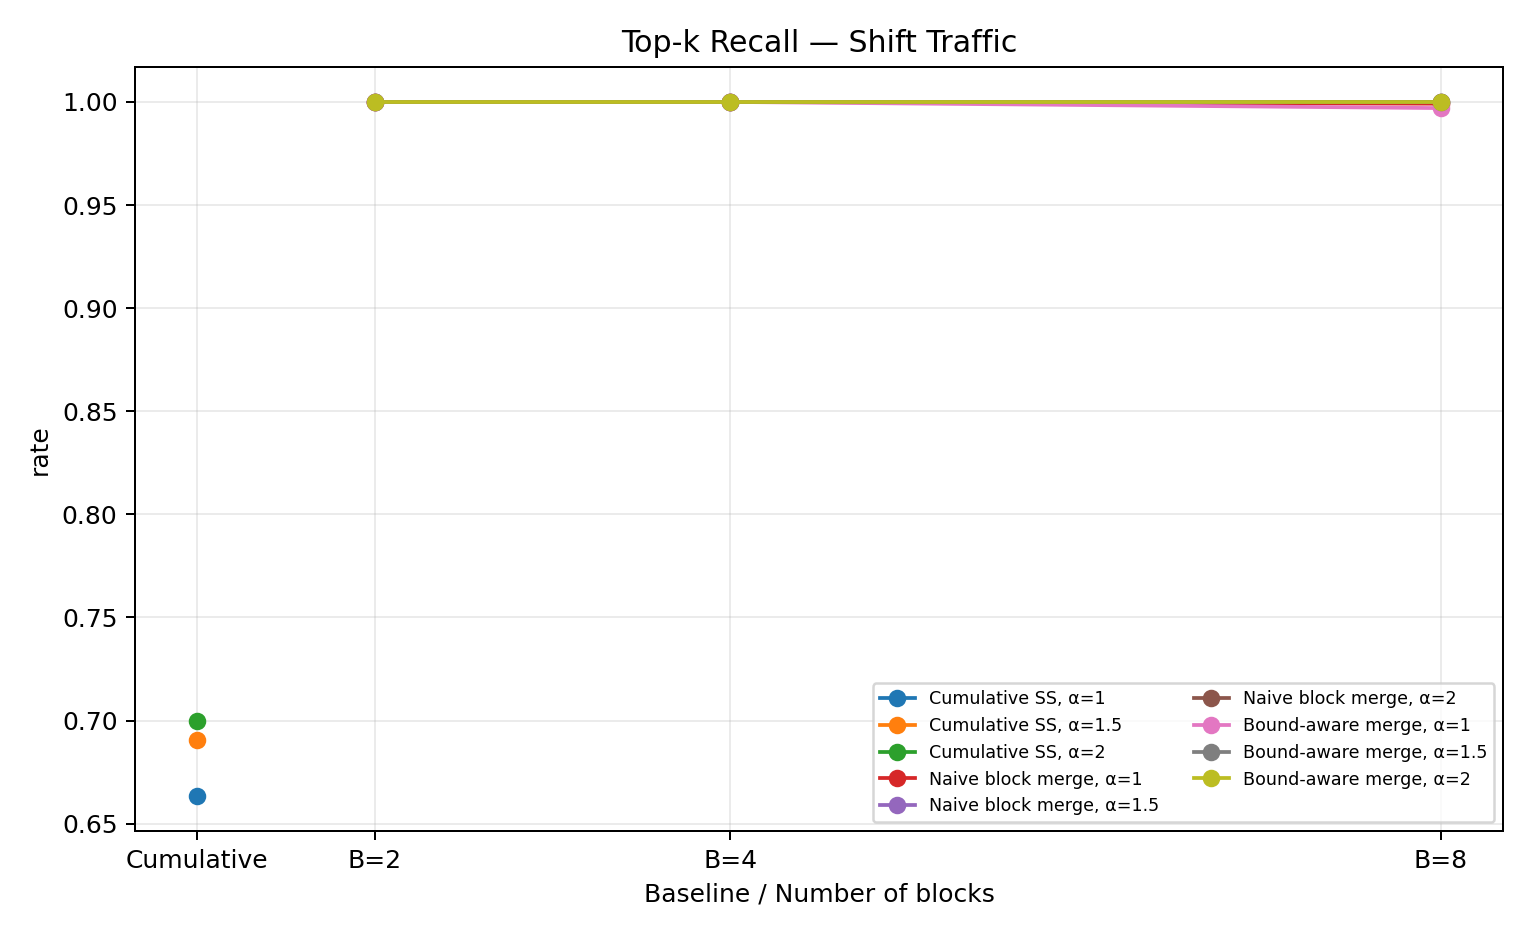 Top-k Recall — Shift Traffic
1.00
0.95
0.90
0.85
0.80
0.75
0.70
0.65
rate
Cumulative B=2 B=4 B=8
Baseline / Number of blocks
Cumulative SS, α=1
Cumulative SS, α=1.5
Cumulative SS, α=2
Naive block merge, α=1
Naive block merge, α=1.5
Naive block merge, α=2
Bound-aware merge, α=1
Bound-aware merge, α=1.5
Bound-aware merge, α=2